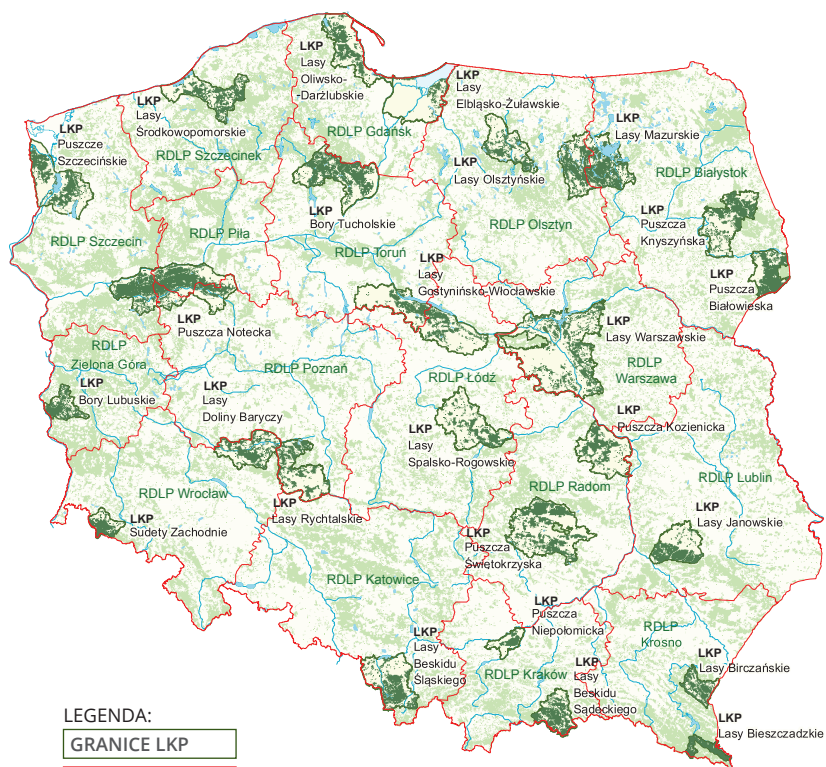 LKP
Lasy
Oliwsko-
-Darżlubskie
LKP
Lasy
Środkowopomorskie
LKP
Lasy
Elbląsko-Żuławskie
LKP
Puszcze
Szczecińskie
LKP
Lasy Mazurskie
RDLP Gdańsk
RDLP Szczecinek
LKP
Lasy Olsztyńskie
RDLP Białystok
LKP
Bory Tucholskie
LKP
Puszcza
Knyszyńska
RDLP Olsztyn
RDLP Szczecin
RDLP Piła
RDLP Toruń
LKP
Lasy
Gostynińsko-Włocławskie
LKP
Puszcza
Białowieska
LKP
Puszcza Notecka
LKP
Lasy Warszawskie
RDLP
Zielona Góra
RDLP Poznań
RDLP Łódź
RDLP
Warszawa
LKP
Bory Lubuskie
LKP
Lasy
Doliny Baryczy
LKP
Puszcza Kozienicka
LKP
Lasy
Spalsko-Rogowskie
RDLP Wrocław
RDLP Radom
RDLP Lublin
LKP
Lasy Rychtalskie
LKP
Lasy Janowskie
LKP
Sudety Zachodnie
LKP
Puszcza
Świętokrzyska
RDLP Katowice
LKP
Puszcza
Niepołomicka
RDLP
Krosno
LKP
Lasy
Beskidu
Śląskiego
LKP
Lasy Birczańskie
RDLP Kraków
LKP
Lasy
Beskidu
Sądeckiego
LKP
Lasy Bieszczadzkie
LEGENDA:
GRANICE LKP